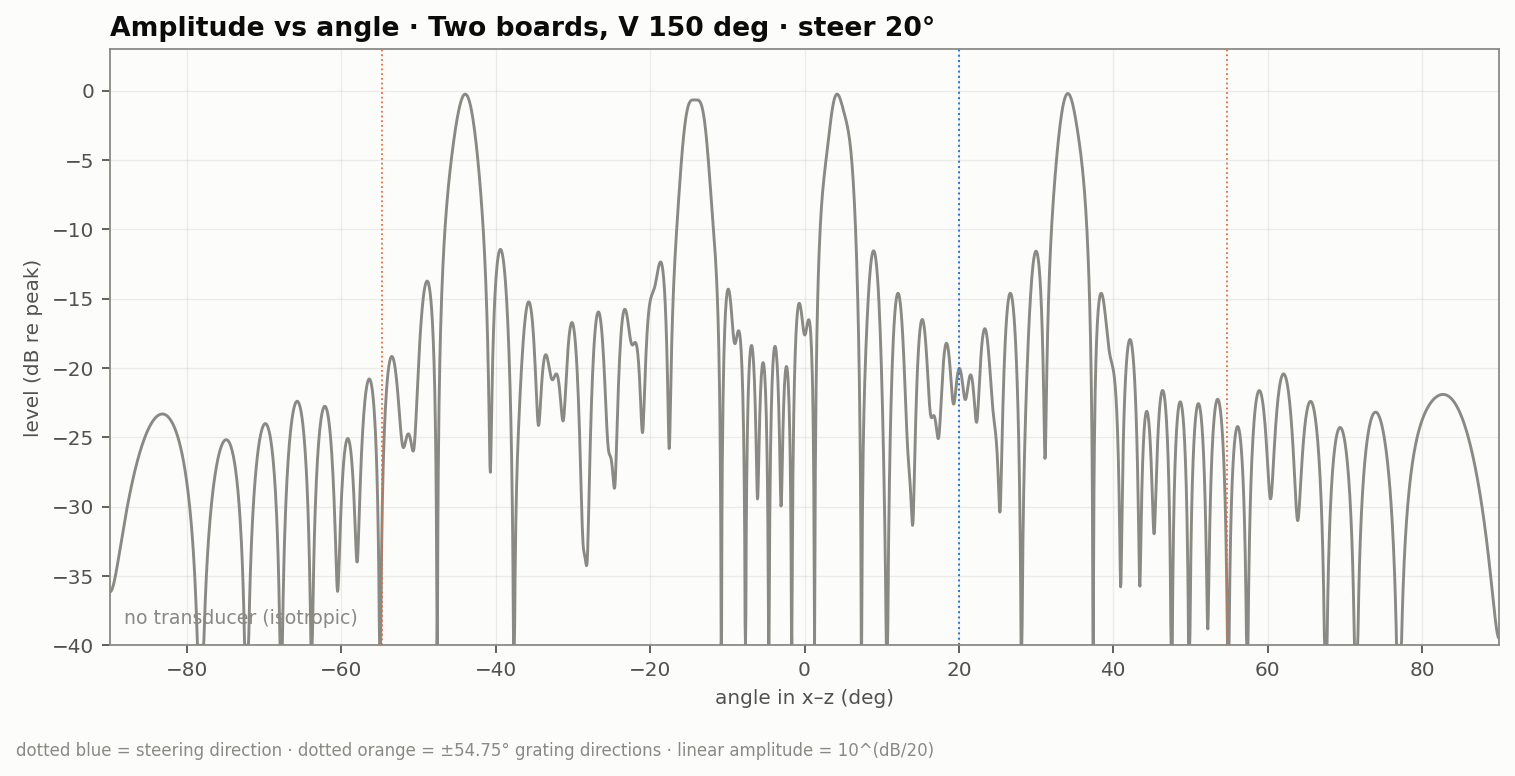 Amplitude vs angle · Two boards, V 150 deg · steer 20°
level (dB re peak)
0
−5
−10
−15
−20
−25
−30
−35
−40
no transducer (isotropic)
−80 −60 −40 −20 0 20 40 60 80
angle in x–z (deg)
dotted blue = steering direction · dotted orange = ±54.75° grating directions · linear amplitude = 10^(dB/20)